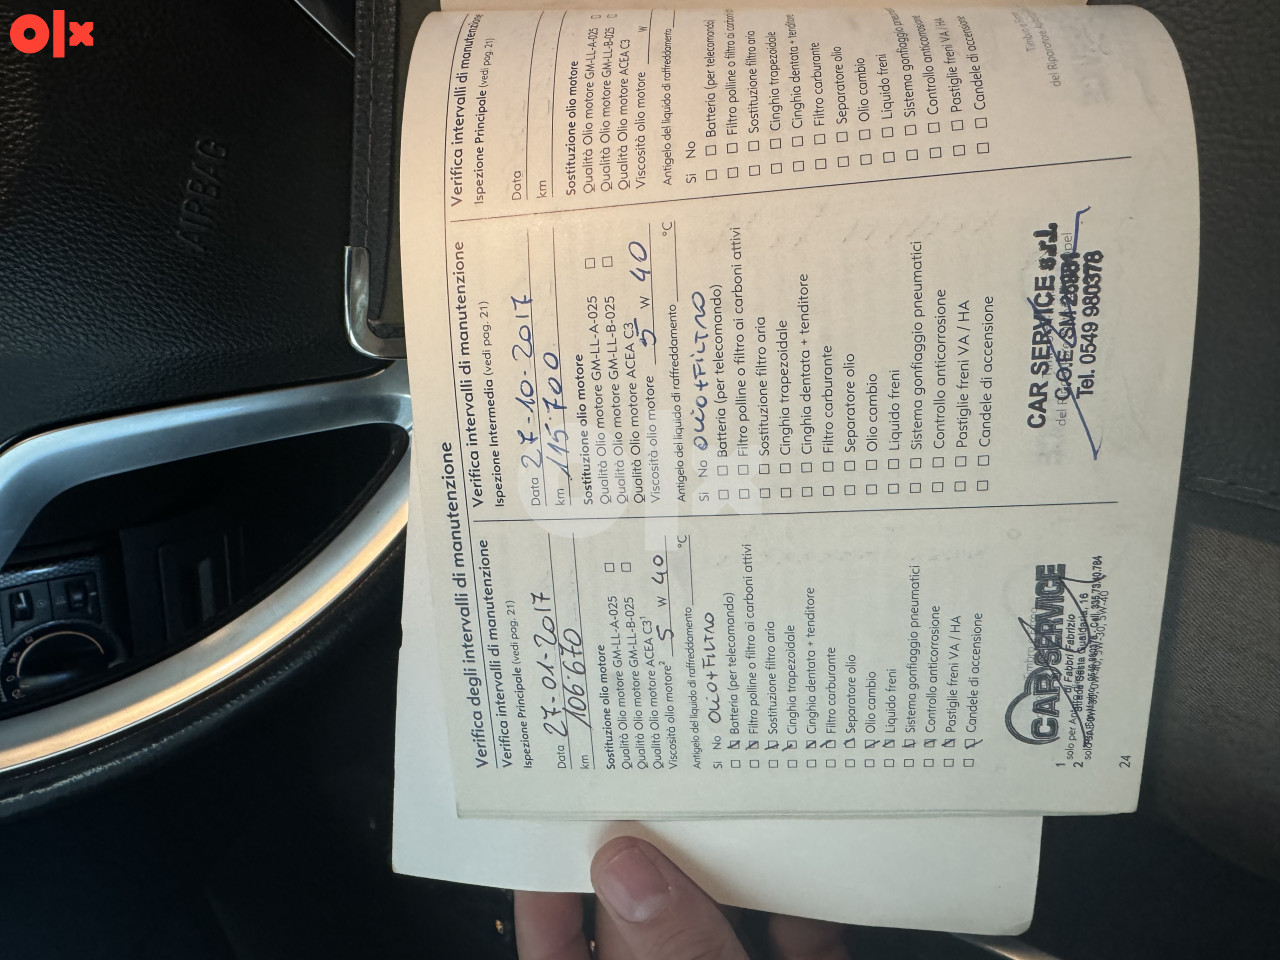 OLX
AIRBAG
Verifica degli intervalli di manutenzione
Verifica intervalli di manutenzione
Ispezione Principale (vedi pag. 21)
Data 27-01-2017
km 106.670
Sostituzione olio motore
Qualità Olio motore GM-LL-A-025 ☐
Qualità Olio motore GM-LL-B-025 ☐
Qualità Olio motore ACEA C3¹
Viscosità olio motore² 5 W 40
Antigelo del liquido di raffreddamento °C
Si No OLIO+FILTRO
Batteria (per telecomando)
Filtro polline o filtro ai carboni attivi
Sostituzione filtro aria
Cinghia trapezoidale
Cinghia dentata + tenditore
Filtro carburante
Separatore olio
Olio cambio
Liquido freni
Sistema gonfiaggio pneumatici
Controllo anticorrosione
Pastiglie freni VA / HA
Candele di accensione
CAR SERVICE
di Fabbri Fabrizio
1 solo per
2 solo
24
Verifica intervalli di manutenzione
Ispezione Intermedia (vedi pag. 21)
Data 27-10-2017
km 115.700
Sostituzione olio motore
Qualità Olio motore GM-LL-A-025 ☐
Qualità Olio motore GM-LL-B-025 ☐
Qualità Olio motore ACEA C3
Viscosità olio motore 5 W 40
Antigelo del liquido di raffreddamento °C
Si No OLIO+FILTRO
Batteria (per telecomando)
Filtro polline o filtro ai carboni attivi
Sostituzione filtro aria
Cinghia trapezoidale
Cinghia dentata + tenditore
Filtro carburante
Separatore olio
Olio cambio
Liquido freni
Sistema gonfiaggio pneumatici
Controllo anticorrosione
Pastiglie freni VA / HA
Candele di accensione
CAR SERVICE s.r.l.
Tel. 0549 980378
Verifica intervalli di manutenzione
Ispezione Principale (vedi pag. 21)
Data
km
Sostituzione olio motore
Qualità Olio motore GM-LL-A-025 ☐
Qualità Olio motore GM-LL-B-025 ☐
Qualità Olio motore ACEA C3
Viscosità olio motore W
Antigelo del liquido di raffreddamento
Si No
Batteria (per telecomando)
Filtro polline o filtro ai carboni
Sostituzione filtro aria
Cinghia trapezoidale
Cinghia dentata + tenditore
Filtro carburante
Separatore olio
Olio cambio
Liquido freni
Sistema gonfiaggio
Controllo anticorrosione
Pastiglie freni VA / HA
Candele di accensione
del Riparatore